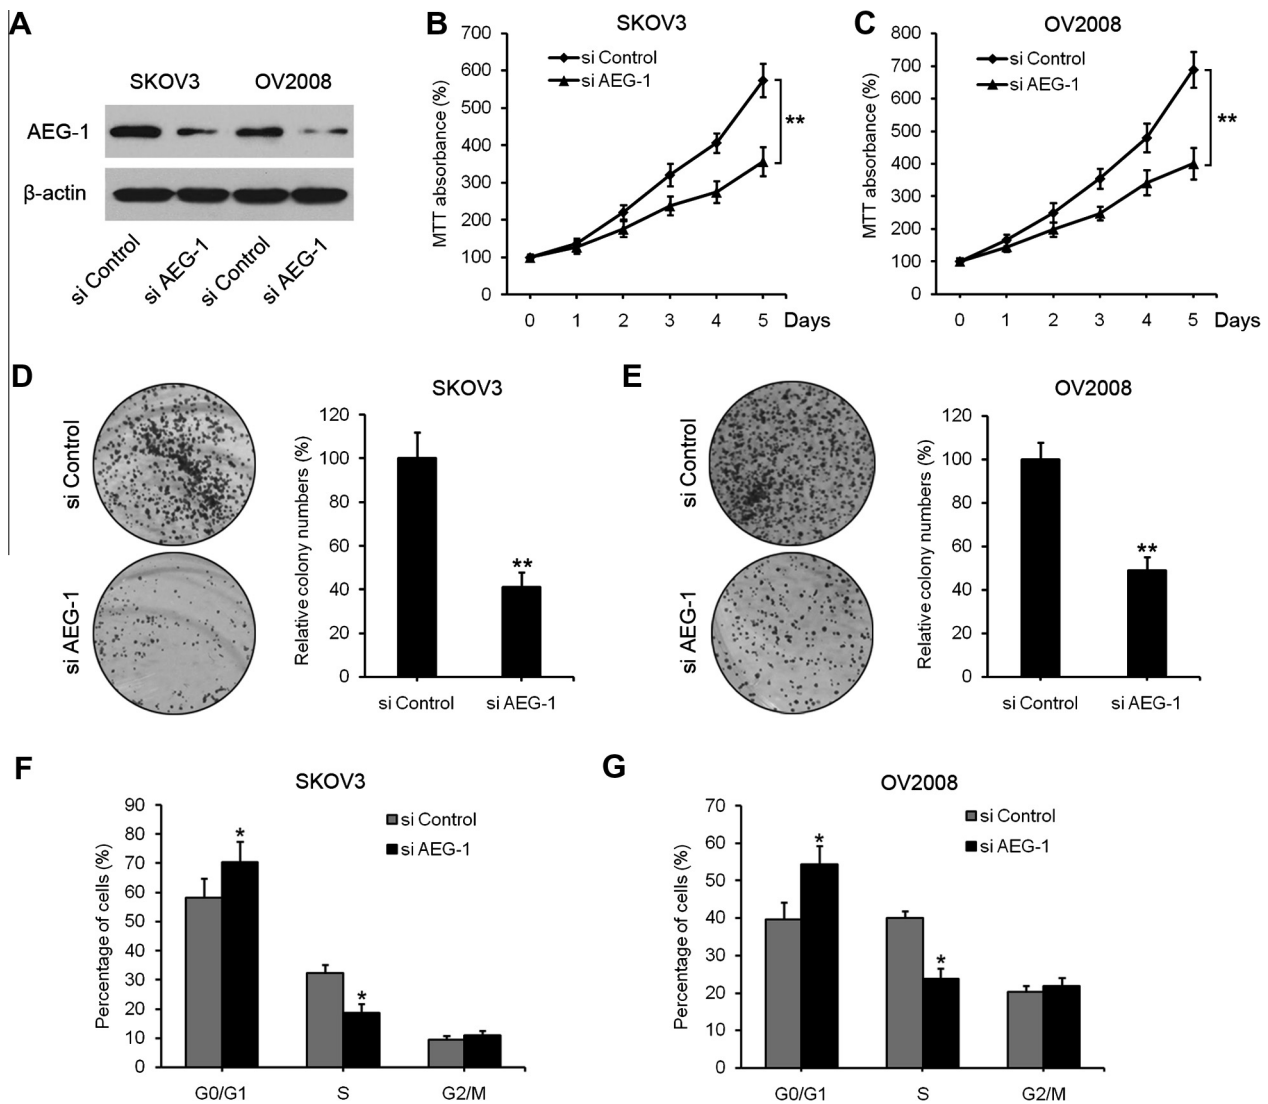 A
SKOV3 OV2008
AEG-1
β-actin
si Control
si AEG-1
si Control
si AEG-1
B
SKOV3
MTT absorbance (%)
700
600
500
400
300
200
100
0
si Control
si AEG-1
**
0 1 2 3 4 5 Days
C
OV2008
MTT absorbance (%)
800
700
600
500
400
300
200
100
0
si Control
si AEG-1
**
0 1 2 3 4 5 Days
D
si Control
si AEG-1
SKOV3
Relative colony numbers (%)
120
100
80
60
40
20
0
**
si Control si AEG-1
E
si Control
si AEG-1
OV2008
Relative colony numbers (%)
120
100
80
60
40
20
0
**
si Control si AEG-1
F
SKOV3
Percentage of cells (%)
90
80
70
60
50
40
30
20
10
0
si Control
si AEG-1
*
*
G0/G1 S G2/M
G
OV2008
Percentage of cells (%)
70
60
50
40
30
20
10
0
si Control
si AEG-1
*
*
G0/G1 S G2/M